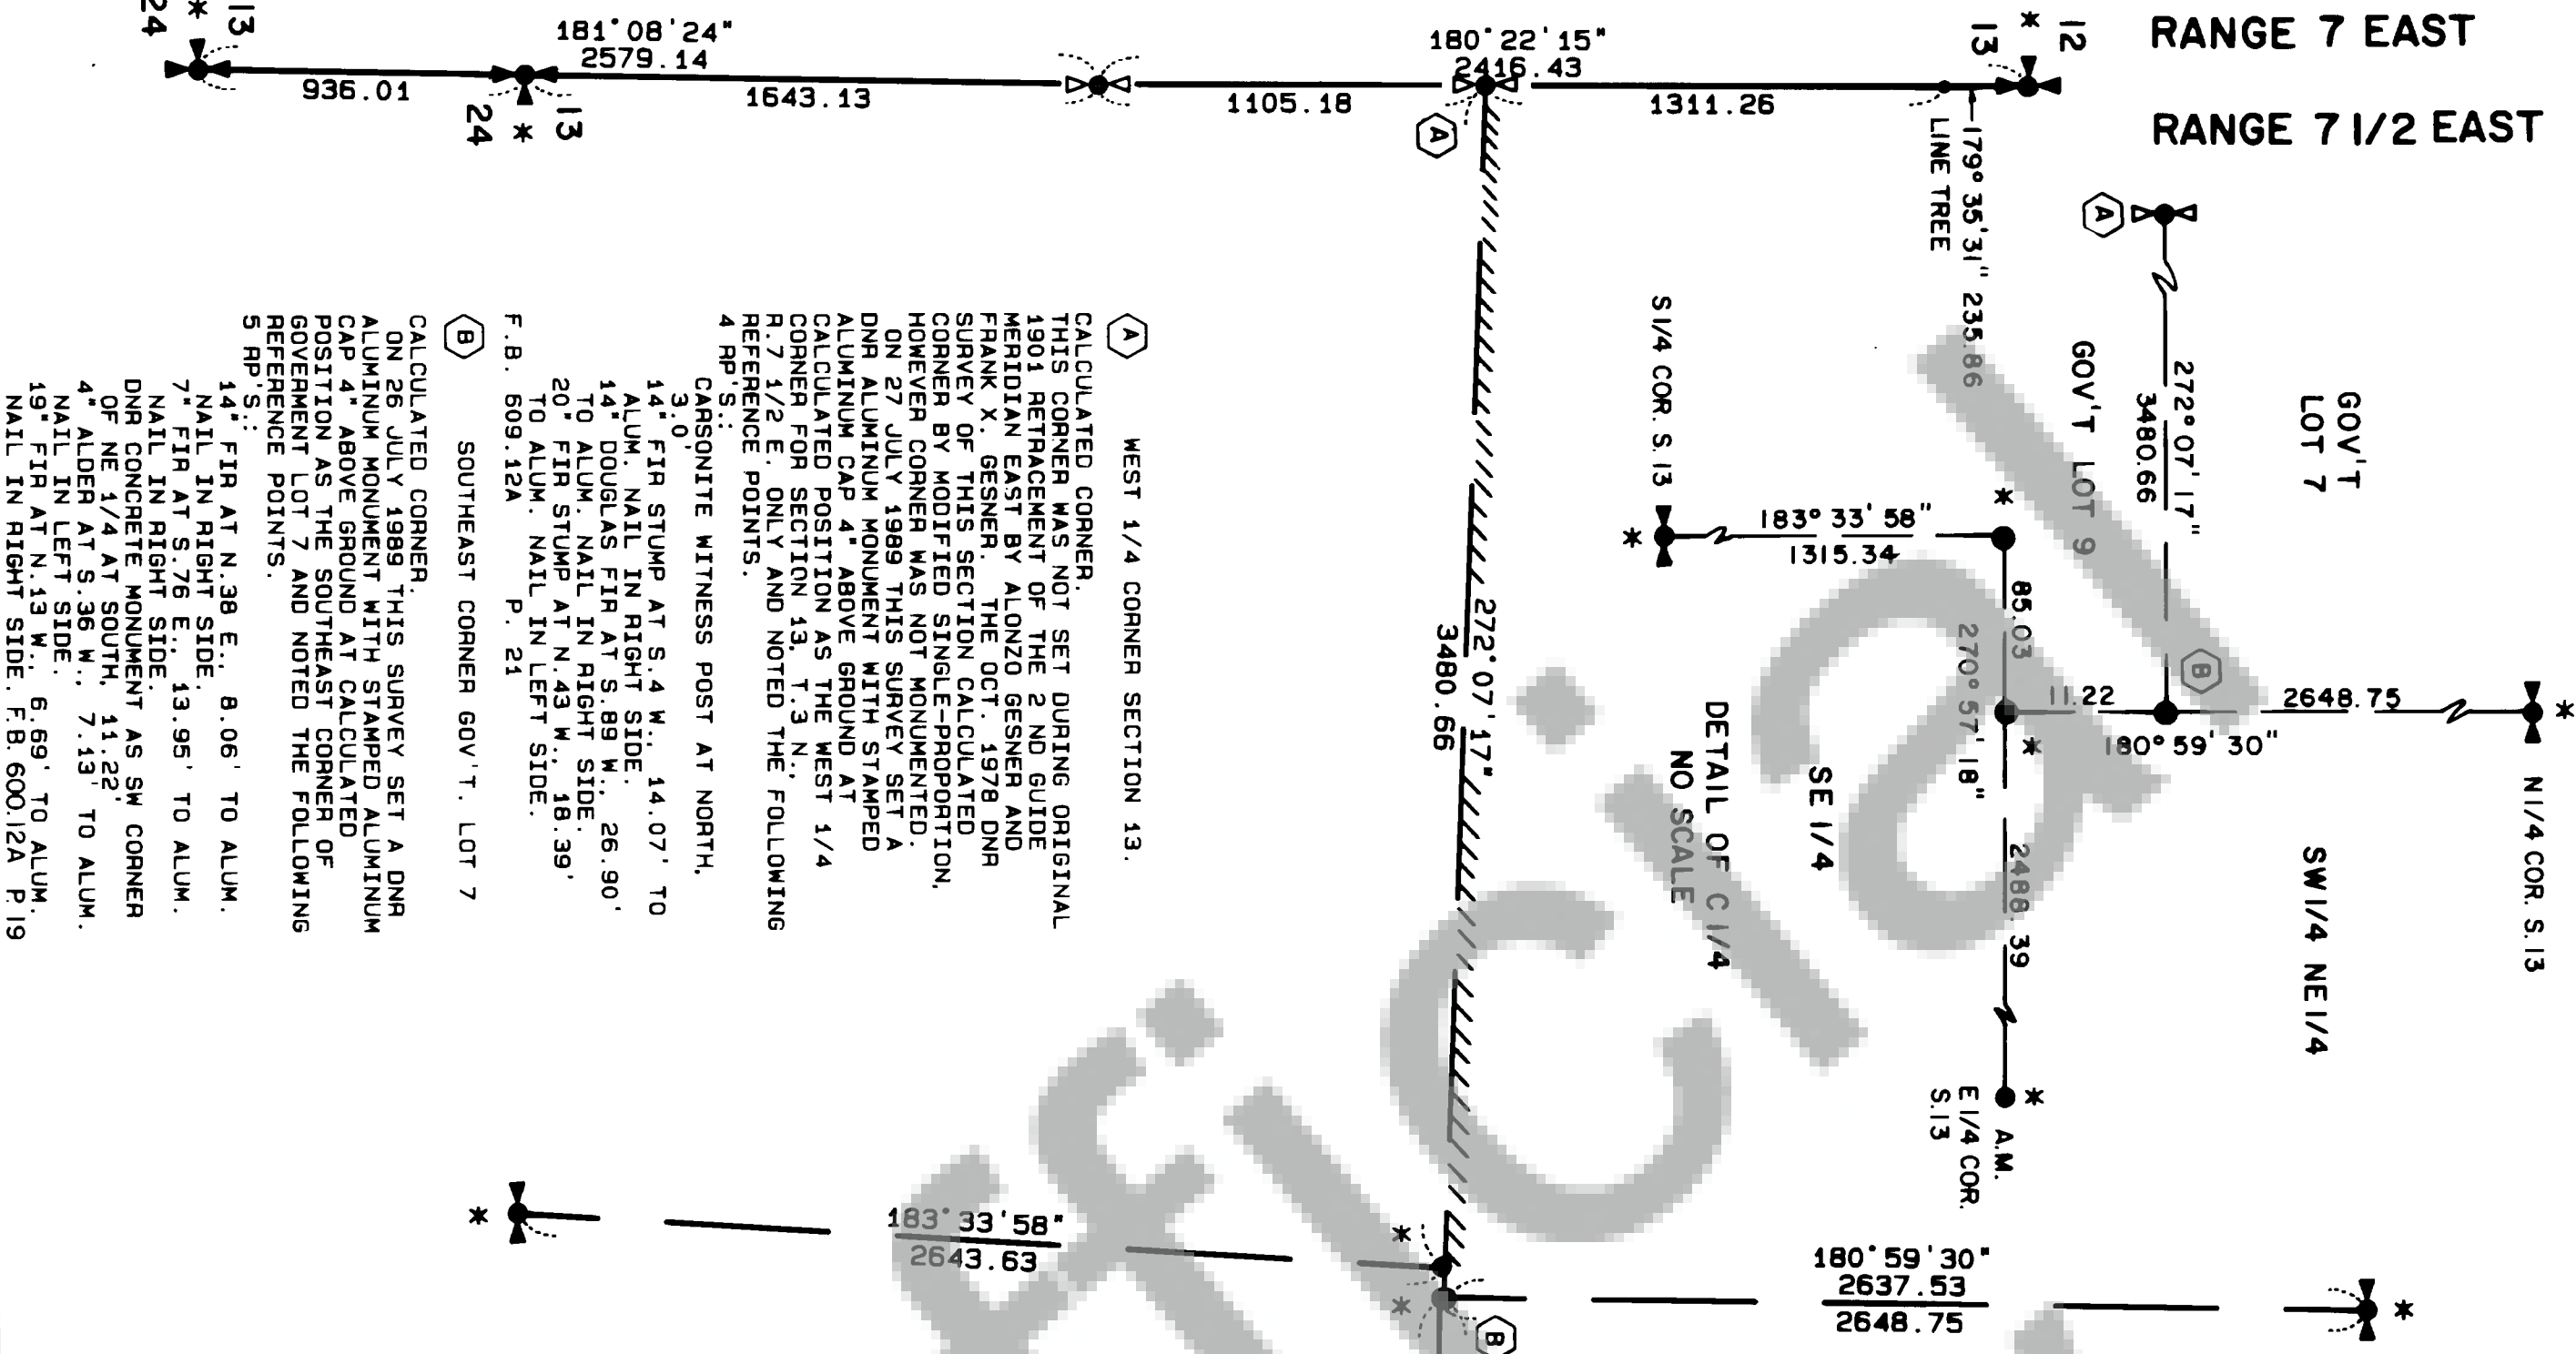 RANGE 7 EAST
RANGE 7 1/2 EAST
24
*
13
181°08'24"
2579.14
936.01
24
*
13
1643.13
1105.18
180°22'15"
2416.43
A
1311.26
13
*
12
179°35'31" 235.86
LINE TREE
A
272°07'17"
3480.66
GOV'T
LOT 7
GOV'T LOT 9
S 1/4 COR. S. 13
*
183°33'58"
1315.34
*
85.03
270°57'18"
11.22
B
*
180°59'30"
2648.75
*
N 1/4 COR. S. 13
SW 1/4 NE 1/4
2488.39
SE 1/4
DETAIL OF C 1/4
NO SCALE
*
A.M.
E 1/4 COR.
S. 13
272°07'17"
3480.66
A WEST 1/4 CORNER SECTION 13.
CALCULATED CORNER.
THIS CORNER WAS NOT SET DURING ORIGINAL
1901 RETRACEMENT OF THE 2 ND GUIDE
MERIDIAN EAST BY ALONZO GESNER AND
FRANK X. GESNER. THE OCT. 1978 DNR
SURVEY OF THIS SECTION CALCULATED
CORNER BY MODIFIED SINGLE-PROPORTION,
HOWEVER CORNER WAS NOT MONUMENTED.
ON 27 JULY 1989 THIS SURVEY SET A
DNR ALUMINUM MONUMENT WITH STAMPED
ALUMINUM CAP 4" ABOVE GROUND AT
CALCULATED POSITION AS THE WEST 1/4
CORNER FOR SECTION 13, T.3 N.,
R.7 1/2 E. ONLY AND NOTED THE FOLLOWING
REFERENCE POINTS.
4 RP'S:
CARSONITE WITNESS POST AT NORTH,
3.0'
14" FIR STUMP AT S.4 W., 14.07' TO
ALUM. NAIL IN RIGHT SIDE.
14" DOUGLAS FIR AT S.89 W., 26.90'
TO ALUM. NAIL IN RIGHT SIDE.
20" FIR STUMP AT N.43 W., 18.39'
TO ALUM. NAIL IN LEFT SIDE.
F.B. 609.12A P. 21
B SOUTHEAST CORNER GOV'T. LOT 7
CALCULATED CORNER.
ON 26 JULY 1989 THIS SURVEY SET A DNR
ALUMINUM MONUMENT WITH STAMPED ALUMINUM
CAP 4" ABOVE GROUND AT CALCULATED
POSITION AS THE SOUTHEAST CORNER OF
GOVERMENT LOT 7 AND NOTED THE FOLLOWING
REFERENCE POINTS.
5 RP'S:
14" FIR AT N.38 E., 8.06' TO ALUM.
NAIL IN RIGHT SIDE.
7" FIR AT S.76 E., 13.95' TO ALUM.
NAIL IN RIGHT SIDE.
DNR CONCRETE MONUMENT AS SW CORNER
OF NE 1/4 AT SOUTH, 11.22'
4" ALDER AT S.36 W., 7.13' TO ALUM.
NAIL IN LEFT SIDE.
19" FIR AT N.13 W., 6.69' TO ALUM.
NAIL IN RIGHT SIDE. F.B. 600.12A P. 19
*
183°33'58"
2643.63
*
*
B
180°59'30"
2637.53
2648.75
*